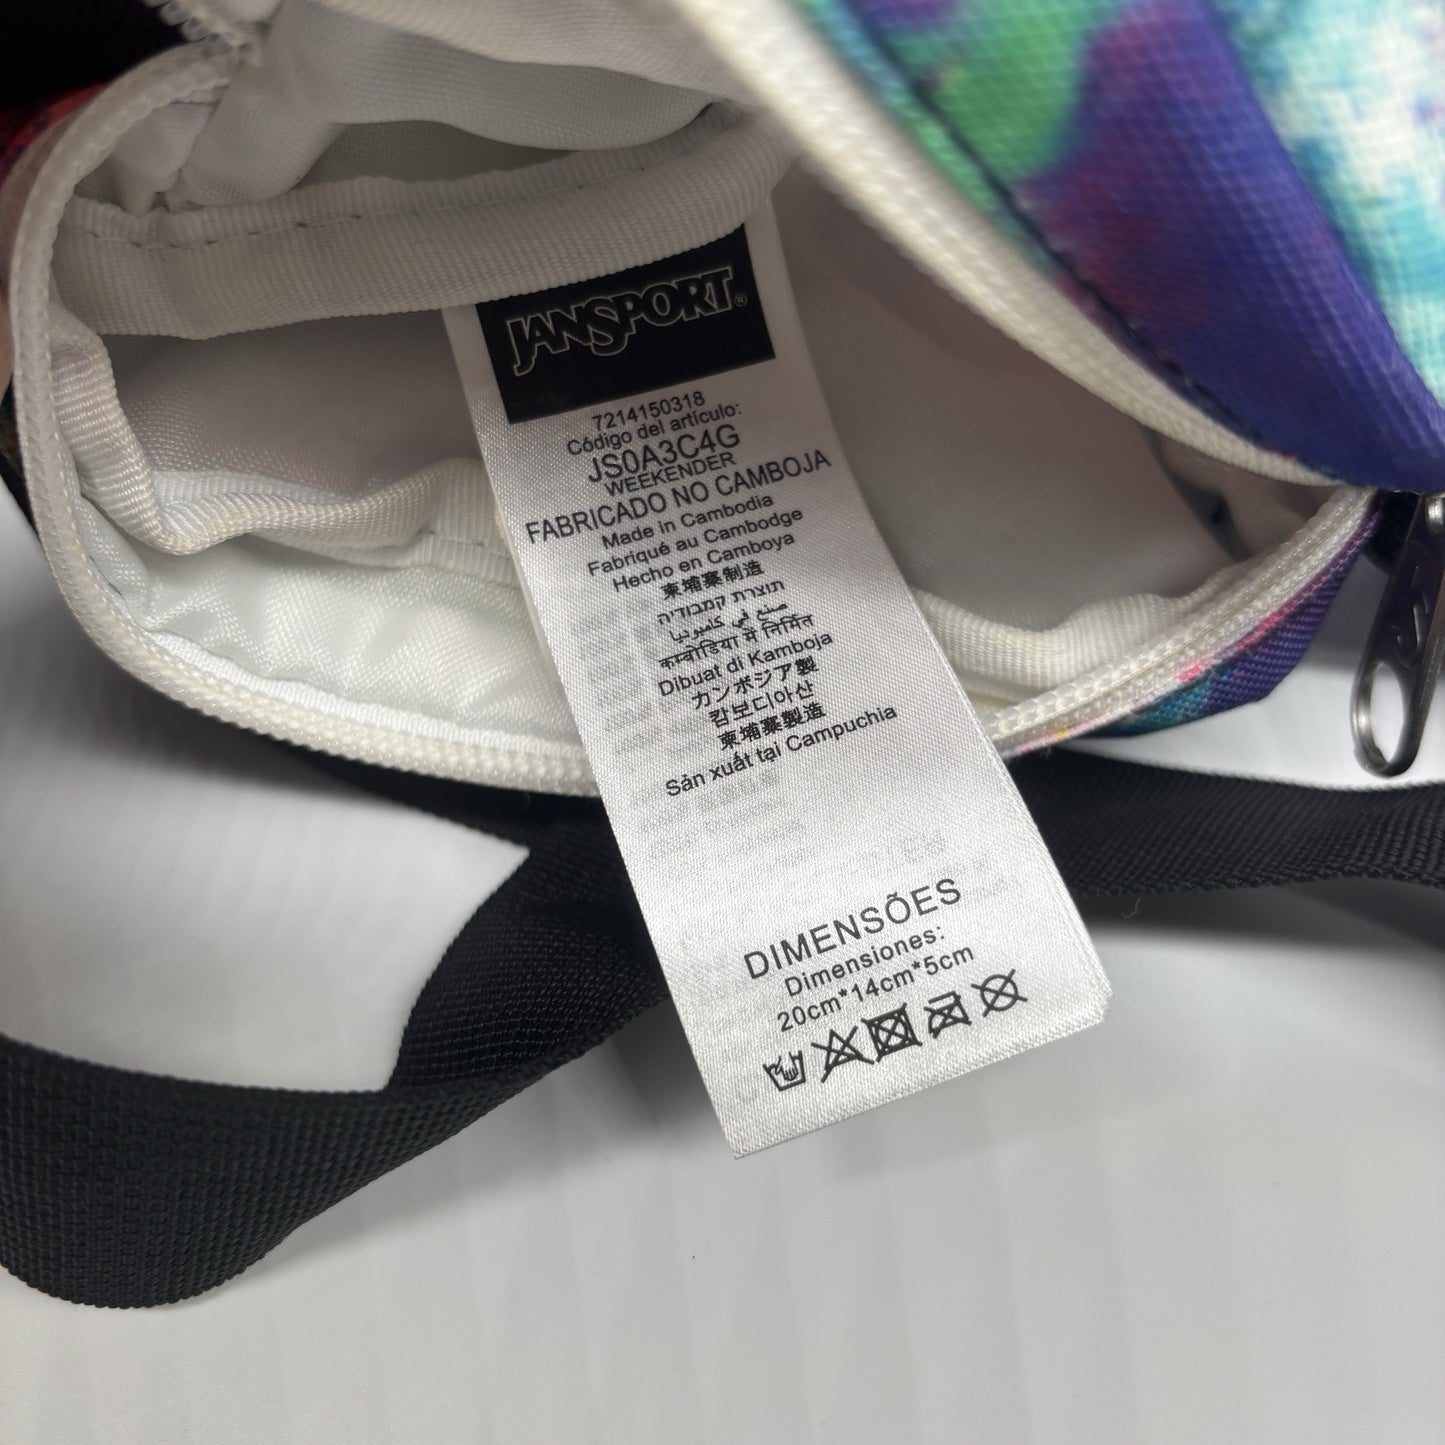 JANSPORT®
7214150318
Código del artículo:
JS0A3C4G
WEEKENDER
FABRICADO NO CAMBOJA
Made in Cambodia
Fabriqué au Cambodge
Hecho en Camboya
柬埔寨制造
תוצרת קמבודיה
صنع في كامبوديا
कम्बोडिया में निर्मित
Dibuat di Kamboja
カンボジア製
캄보디아산
柬埔寨製造
Sản xuất tại Campuchia
DIMENSÕES
Dimensiones:
20cm*14cm*5cm